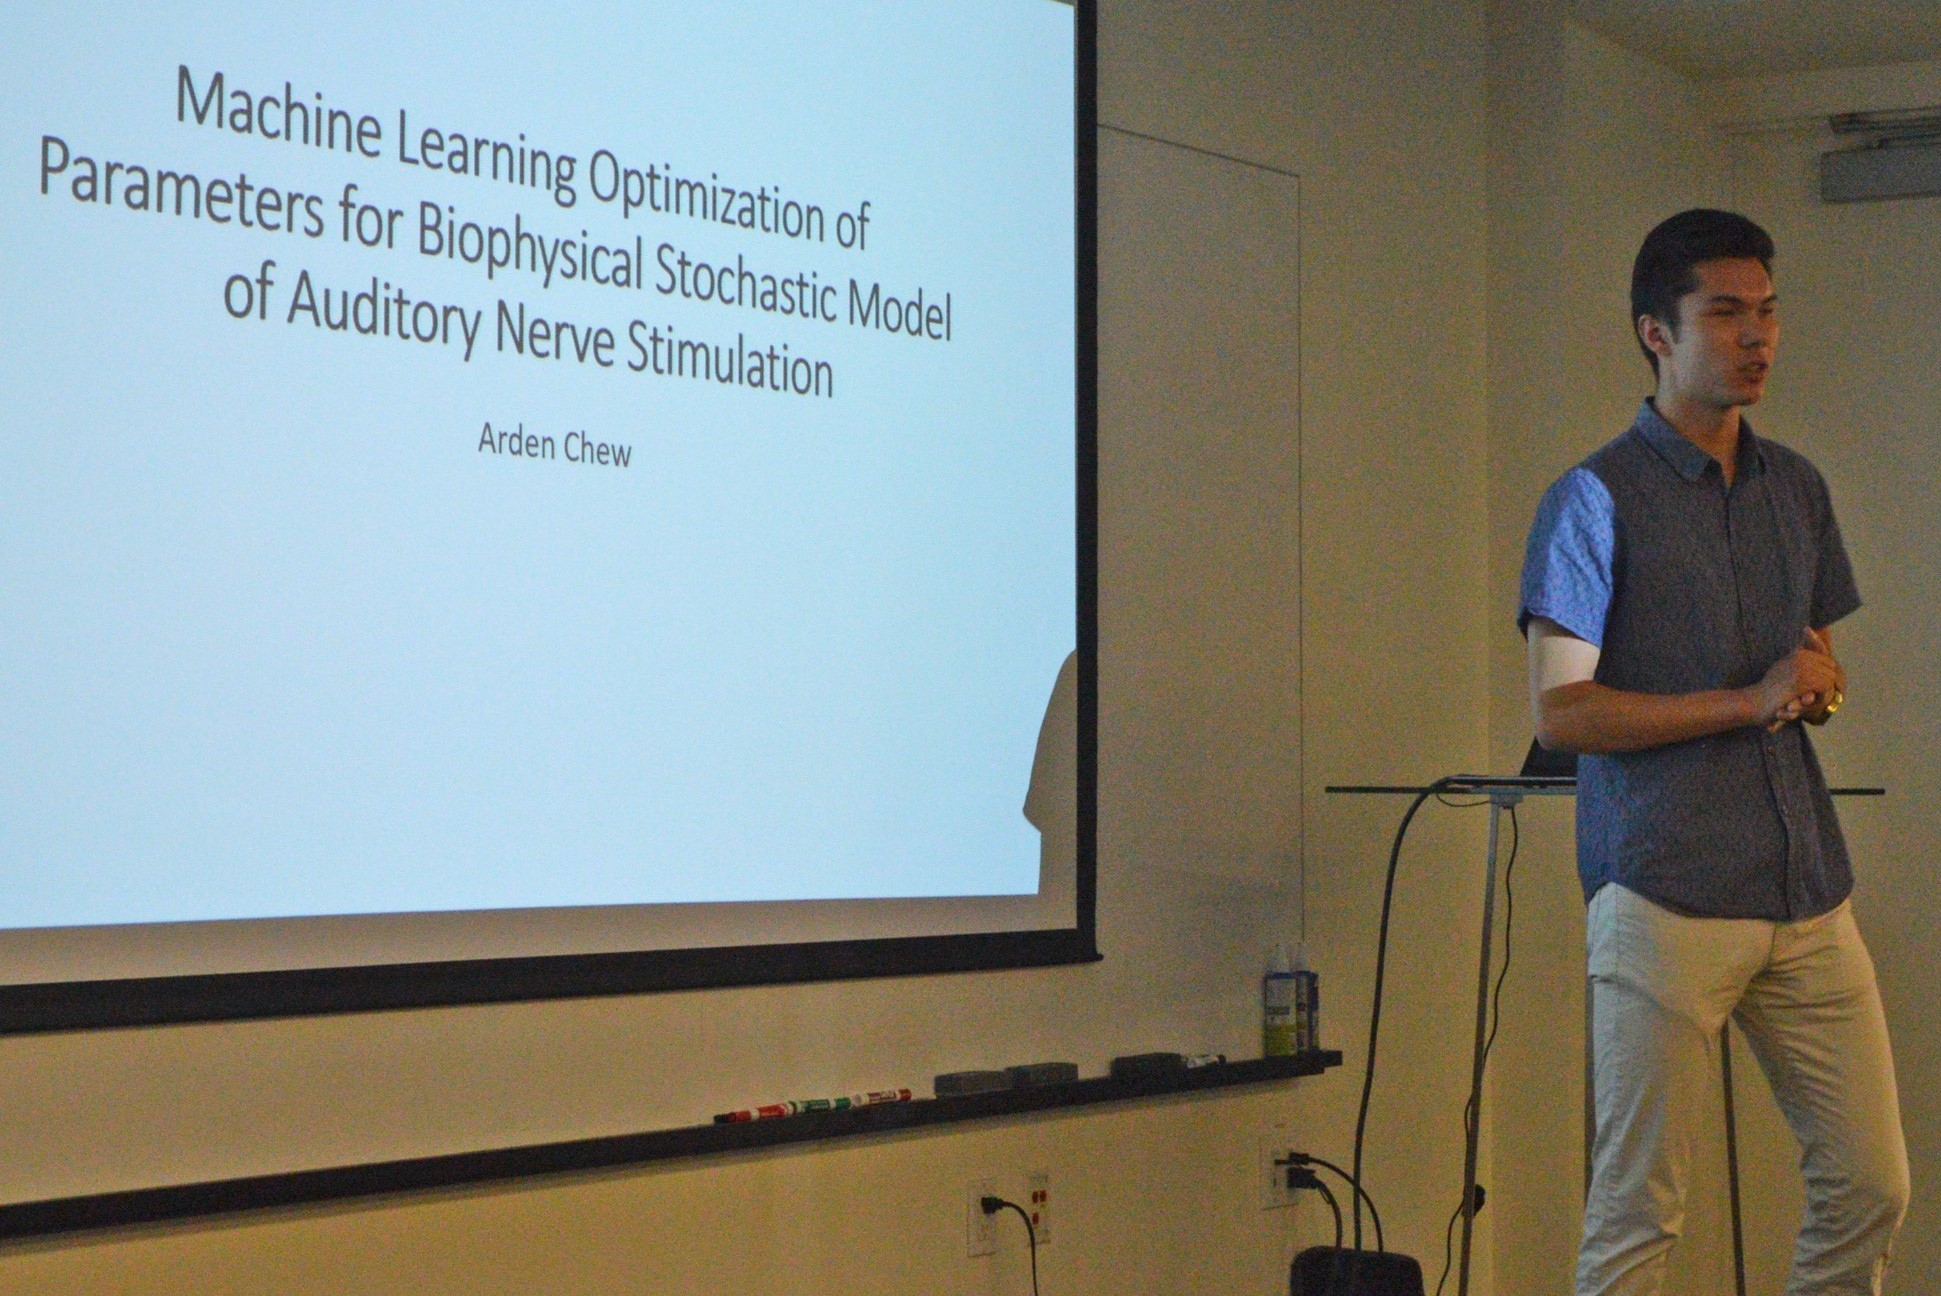 Machine Learning Optimization of
Parameters for Biophysical Stochastic Model
of Auditory Nerve Stimulation
Arden Chew